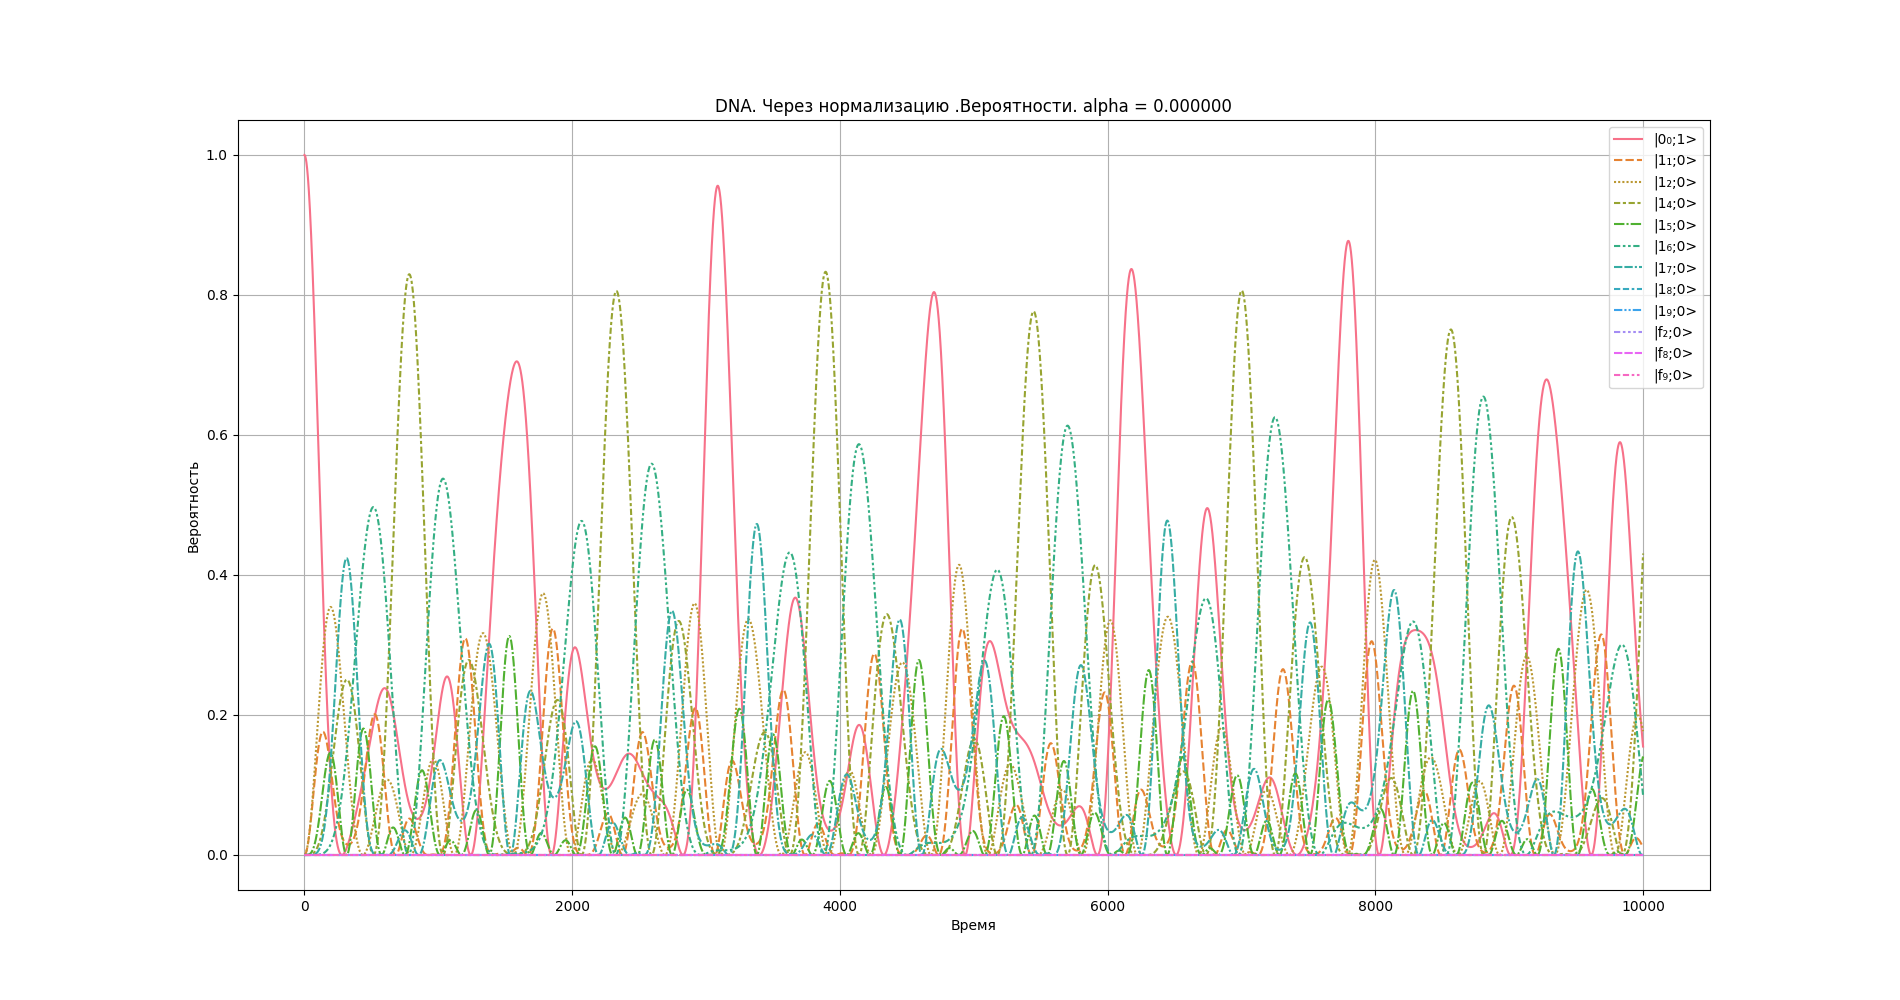 DNA. Через нормализацию .Вероятности. alpha = 0.000000
1.0
0.8
0.6
0.4
0.2
0.0
Вероятность
0 2000 4000 6000 8000 10000
Время
|0₀;1>
|1₁;0>
|1₂;0>
|1₄;0>
|1₅;0>
|1₆;0>
|1₇;0>
|1₈;0>
|1₉;0>
|f₂;0>
|f₈;0>
|f₉;0>